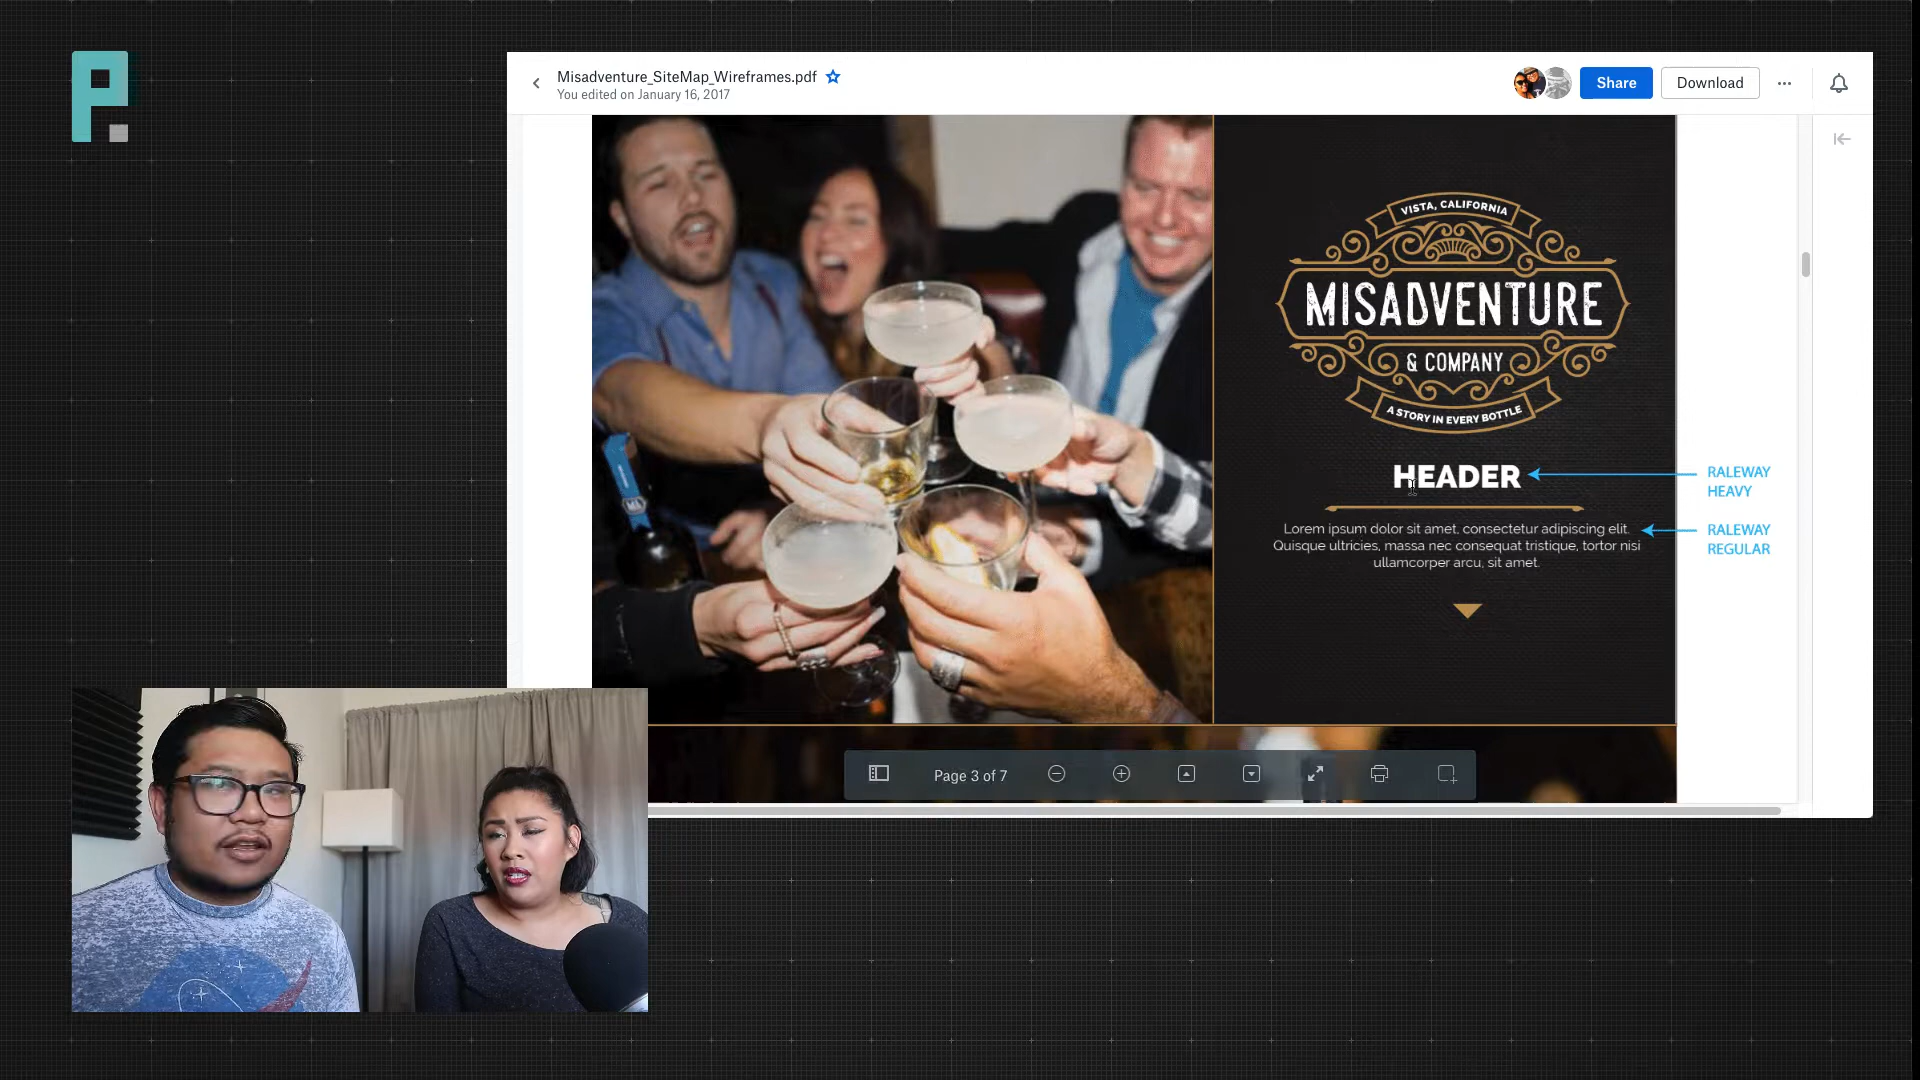 P.
Misadventure_SiteMap_Wireframes.pdf
You edited on January 16, 2017
Share
Download
VISTA, CALIFORNIA
MISADVENTURE
& COMPANY
A STORY IN EVERY BOTTLE
HEADER
RALEWAY
HEAVY
Lorem ipsum dolor sit amet, consectetur adipiscing elit.
Quisque ultricies, massa nec consequat tristique, tortor nisi
ullamcorper arcu, sit amet.
RALEWAY
REGULAR
Page 3 of 7